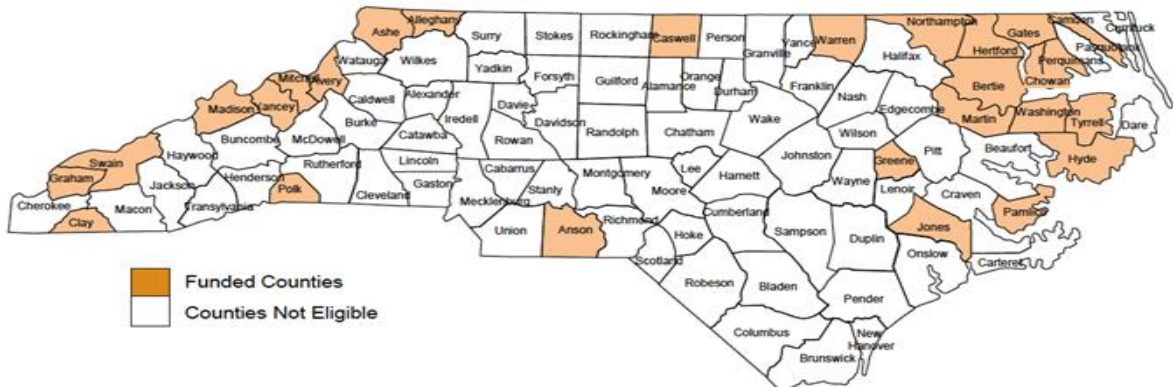 Alleghany
Ashe
Surry
Stokes
Rockingham
Caswell
Person
Granville
Vance
Warren
Northampton
Gates
Camden
Currituck
Pasquotank
Perquimans
Chowan
Hertford
Halifax
Bertie
Watauga
Wilkes
Yadkin
Forsyth
Guilford
Alamance
Orange
Durham
Franklin
Nash
Edgecombe
Martin
Washington
Tyrrell
Dare
Mitchell
Avery
Caldwell
Alexander
Iredell
Davie
Davidson
Randolph
Chatham
Wake
Wilson
Pitt
Beaufort
Hyde
Madison
Yancey
Burke
Catawba
Rowan
Buncombe
McDowell
Johnston
Greene
Swain
Haywood
Rutherford
Lincoln
Cabarrus
Montgomery
Lee
Harnett
Wayne
Lenoir
Craven
Pamlico
Graham
Jackson
Henderson
Polk
Cleveland
Gaston
Stanly
Moore
Cherokee
Macon
Transylvania
Mecklenburg
Cumberland
Sampson
Duplin
Jones
Clay
Union
Anson
Richmond
Hoke
Onslow
Carteret
Scotland
Robeson
Bladen
Pender
Columbus
New
Hanover
Brunswick
Funded Counties
Counties Not Eligible